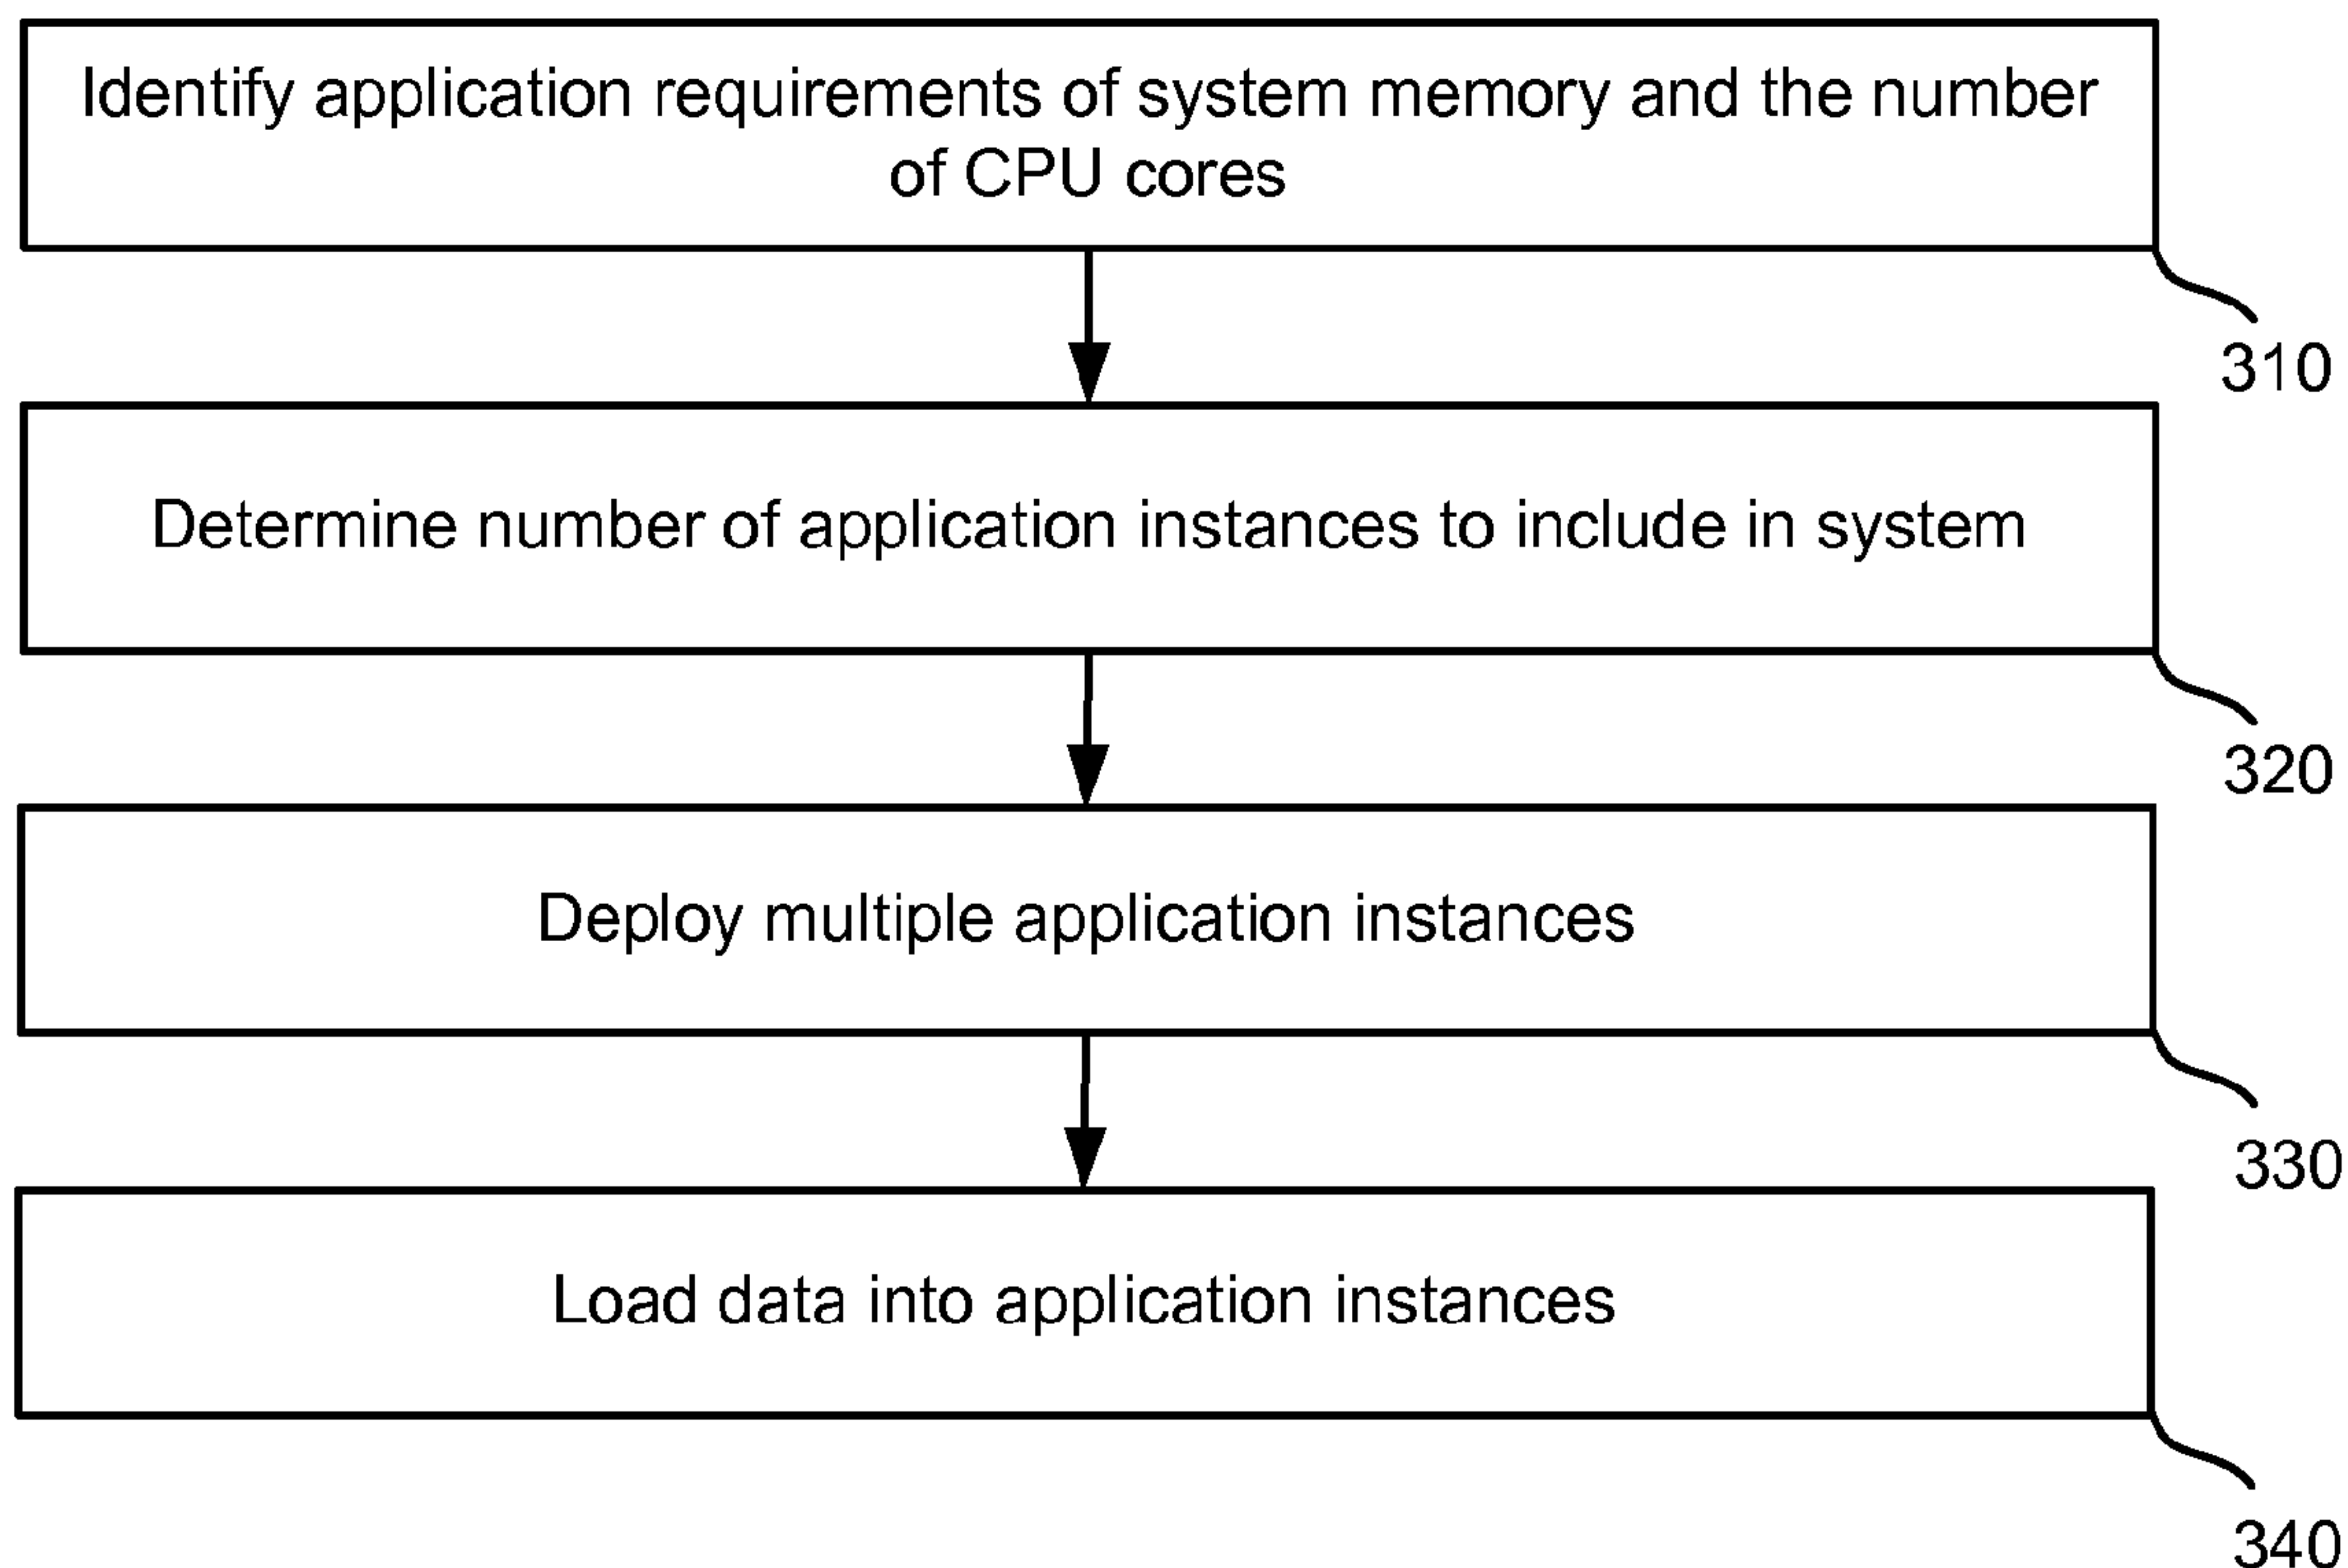 Identify application requirements of system memory and the number
of CPU cores
310
Determine number of application instances to include in system
320
Deploy multiple application instances
330
Load data into application instances
340